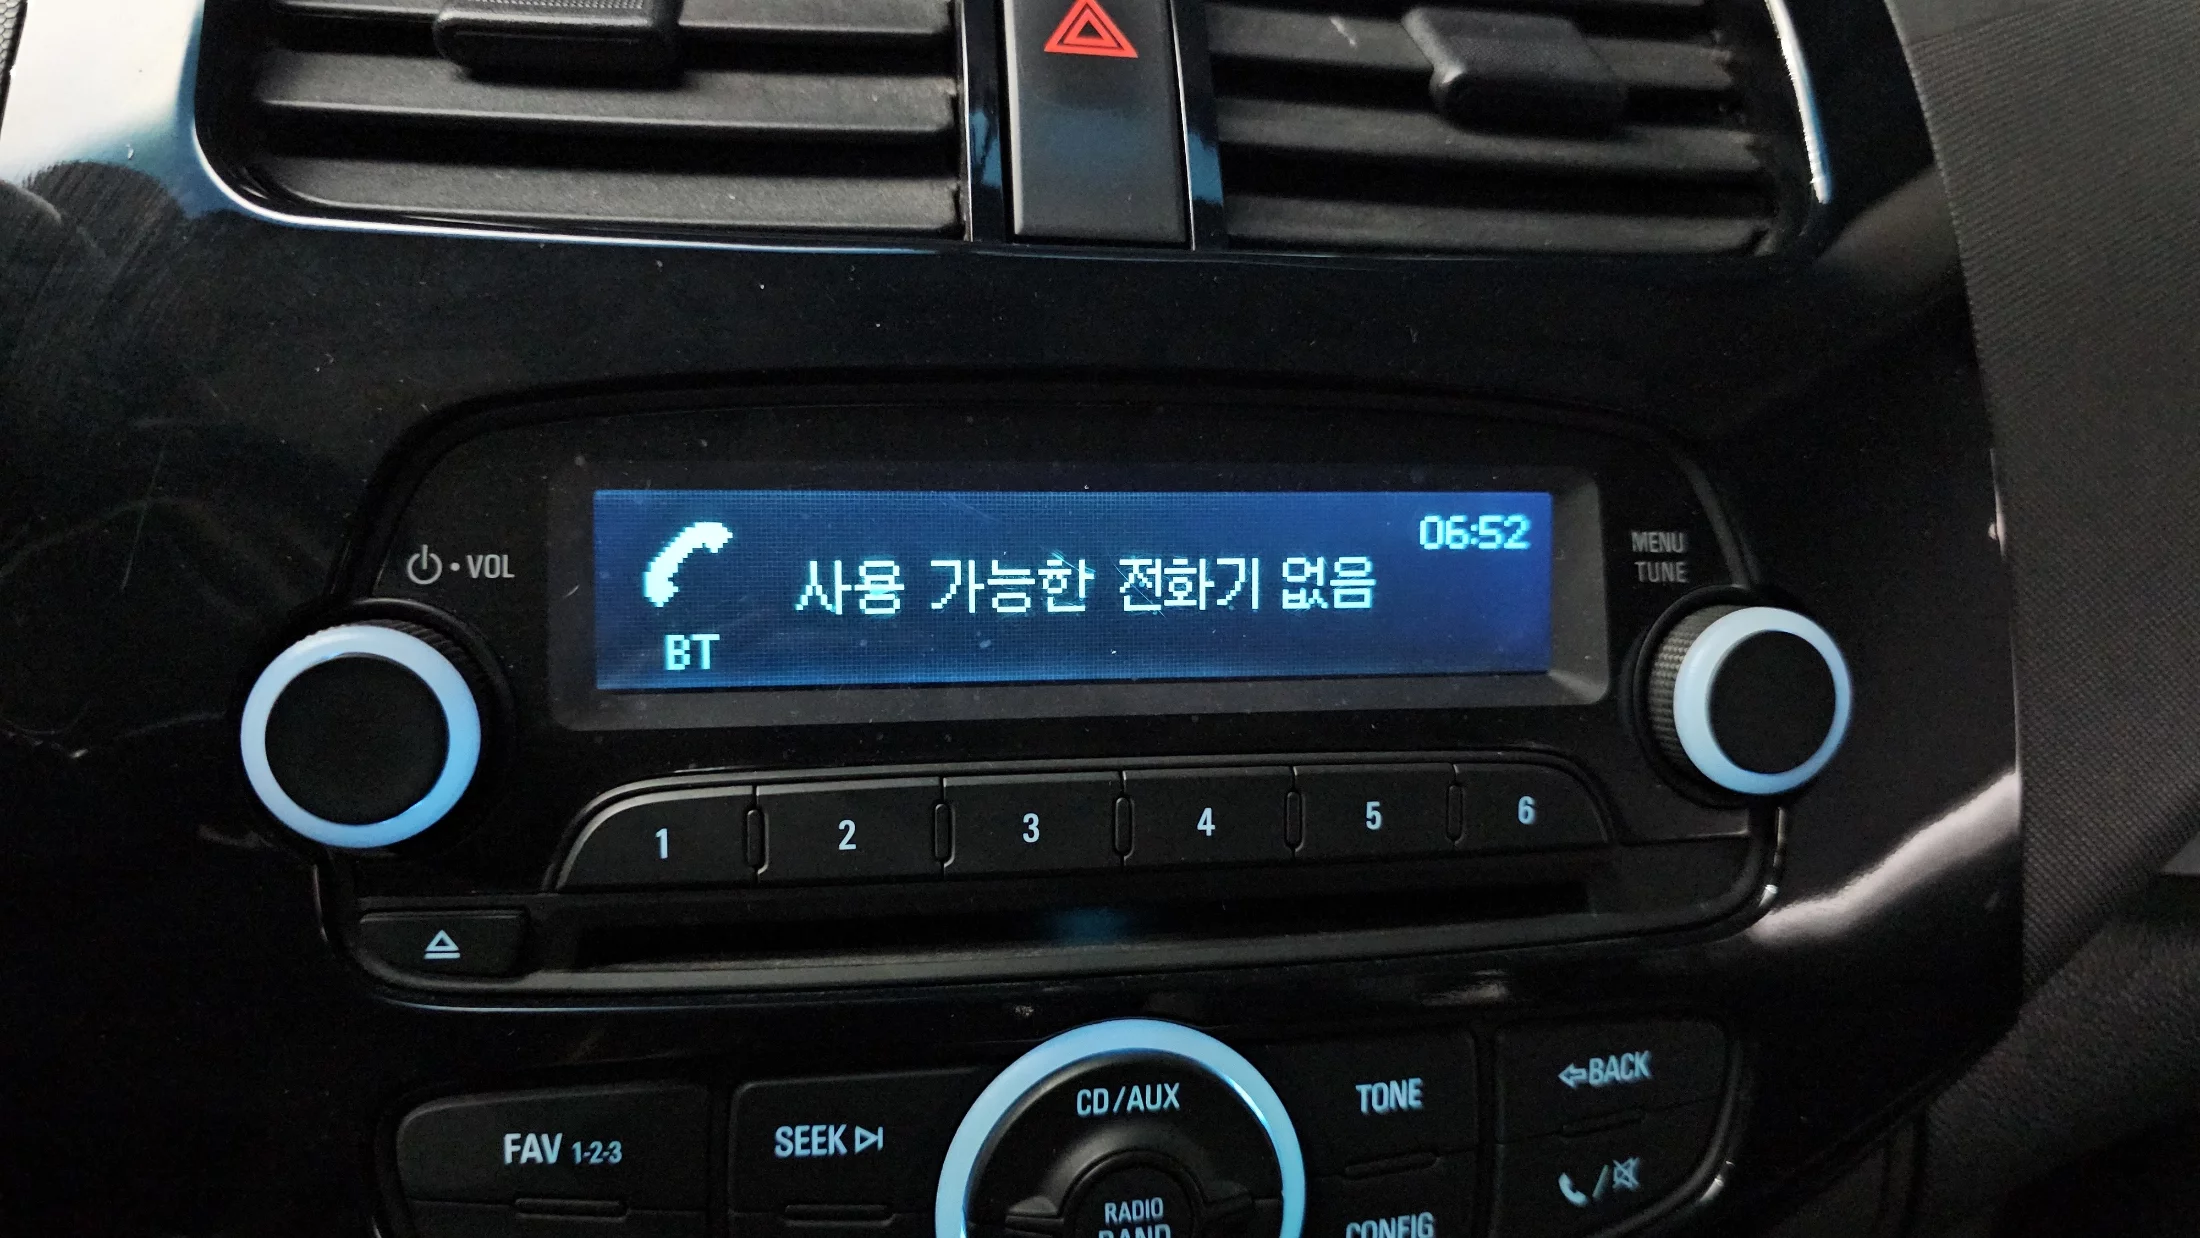 06:52
사용 가능한 전화기 없음
BT
VOL
MENU
TUNE
1 2 3 4 5 6
FAV 1-2-3
SEEK
CD/AUX
TONE
BACK
RADIO
BAND
CONFIG